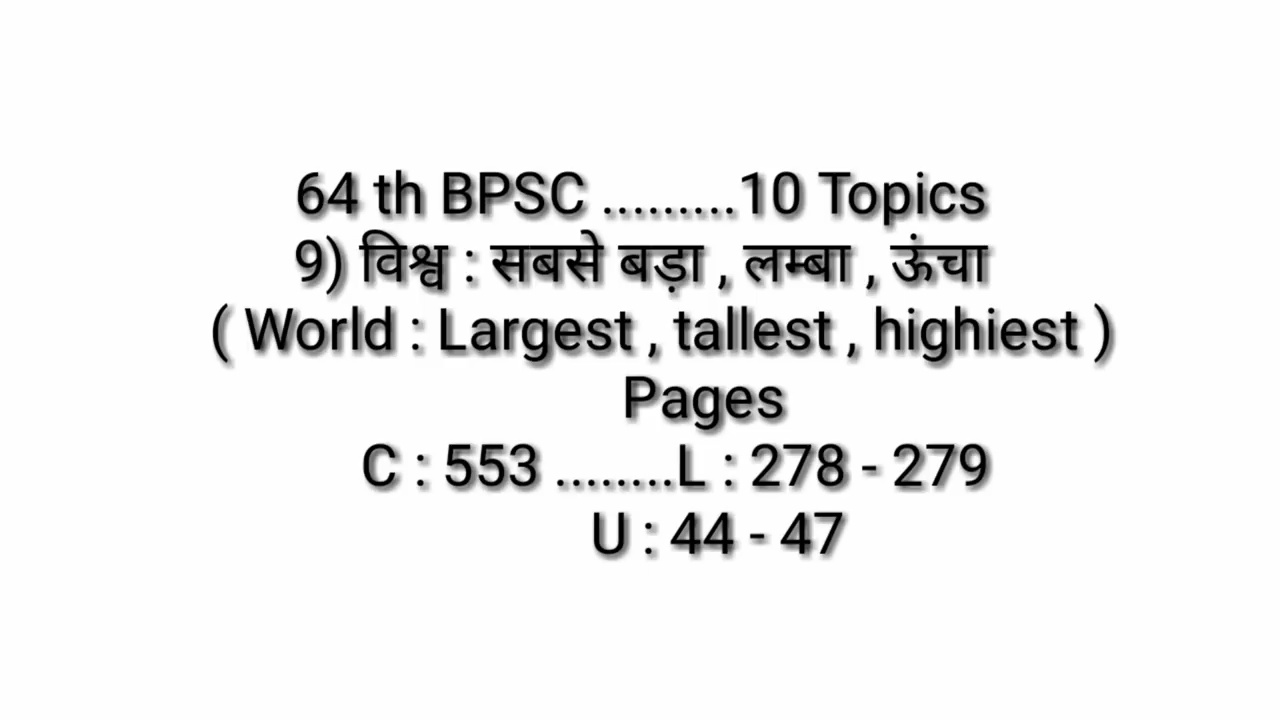 64 th BPSC .........10 Topics
9) विश्व : सबसे बड़ा , लम्बा , ऊंचा
( World : Largest , tallest , highiest )
Pages
C : 553 ........L : 278 - 279
U : 44 - 47